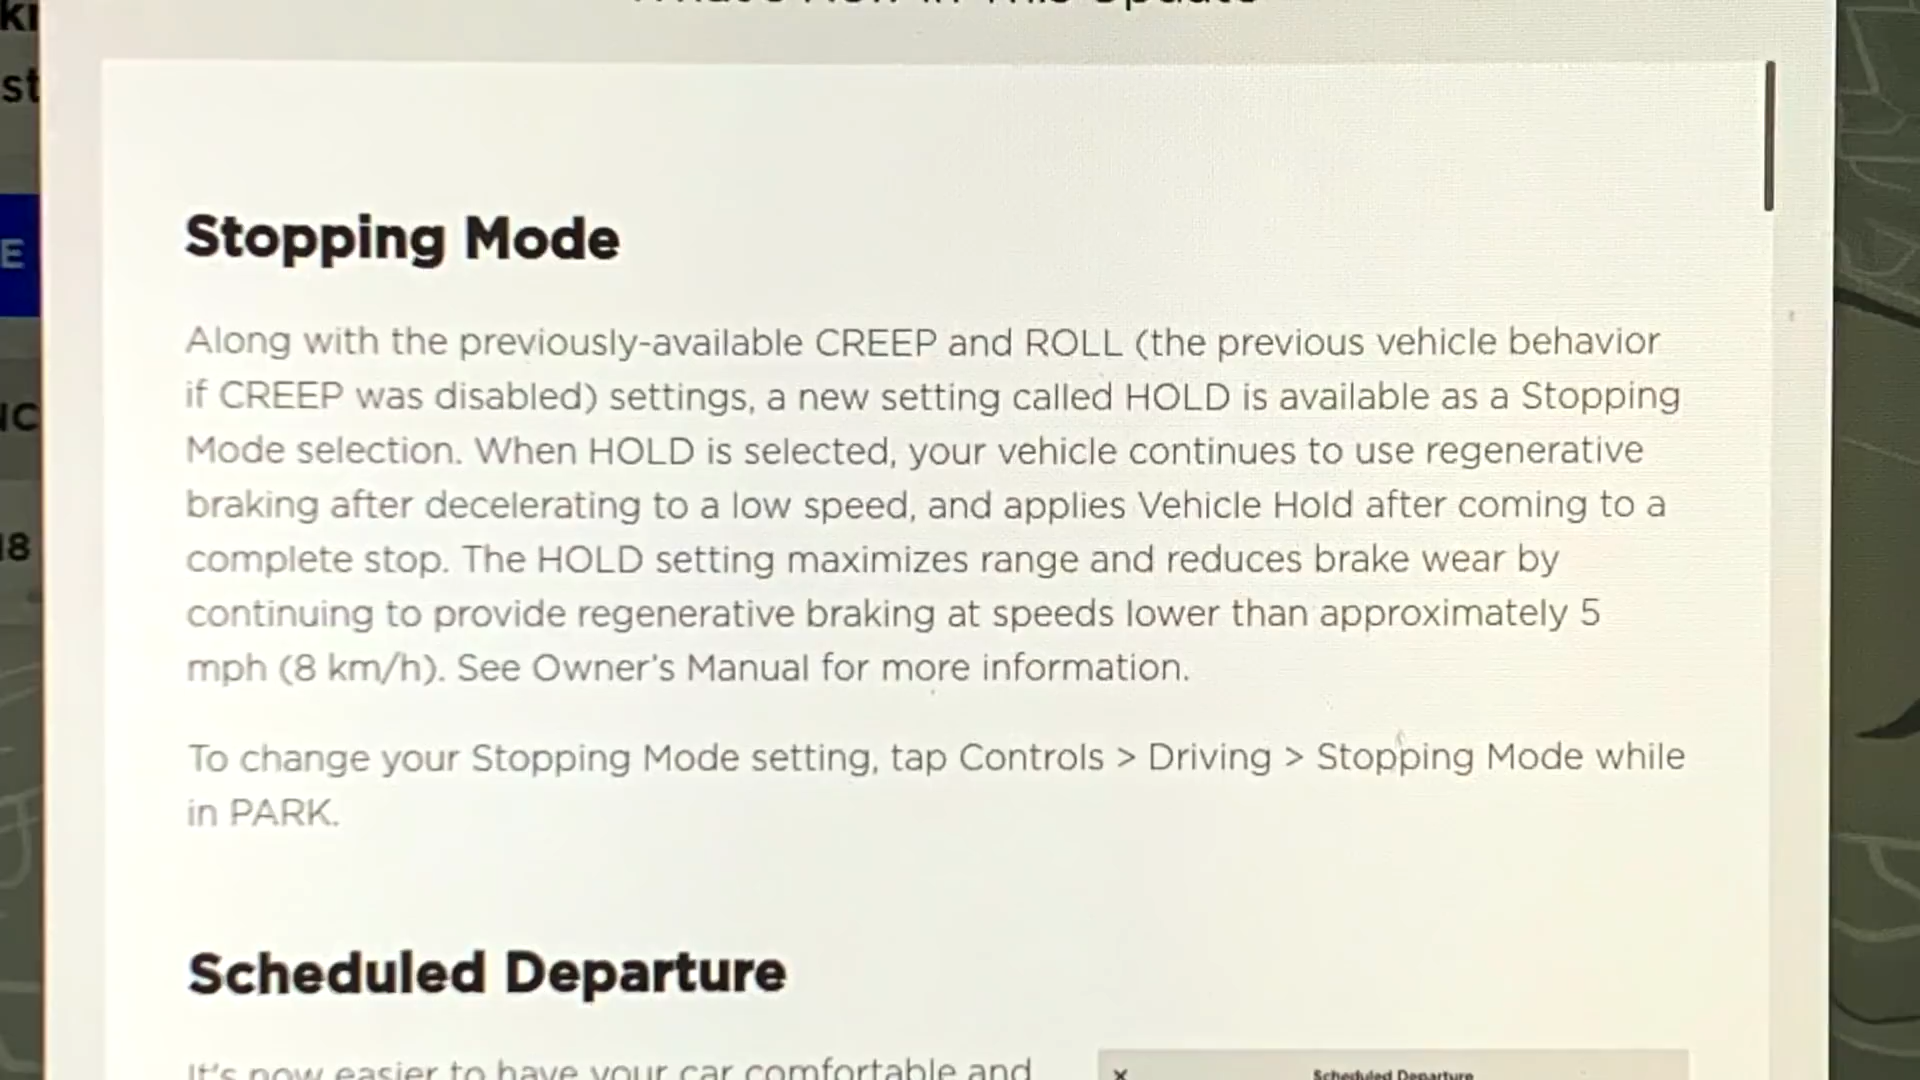 What's New in This Update
Stopping Mode
Along with the previously-available CREEP and ROLL (the previous vehicle behavior
if CREEP was disabled) settings, a new setting called HOLD is available as a Stopping
Mode selection. When HOLD is selected, your vehicle continues to use regenerative
braking after decelerating to a low speed, and applies Vehicle Hold after coming to a
complete stop. The HOLD setting maximizes range and reduces brake wear by
continuing to provide regenerative braking at speeds lower than approximately 5
mph (8 km/h). See Owner's Manual for more information.
To change your Stopping Mode setting, tap Controls > Driving > Stopping Mode while
in PARK.
Scheduled Departure
It's now easier to have your car comfortable and
Scheduled Departure